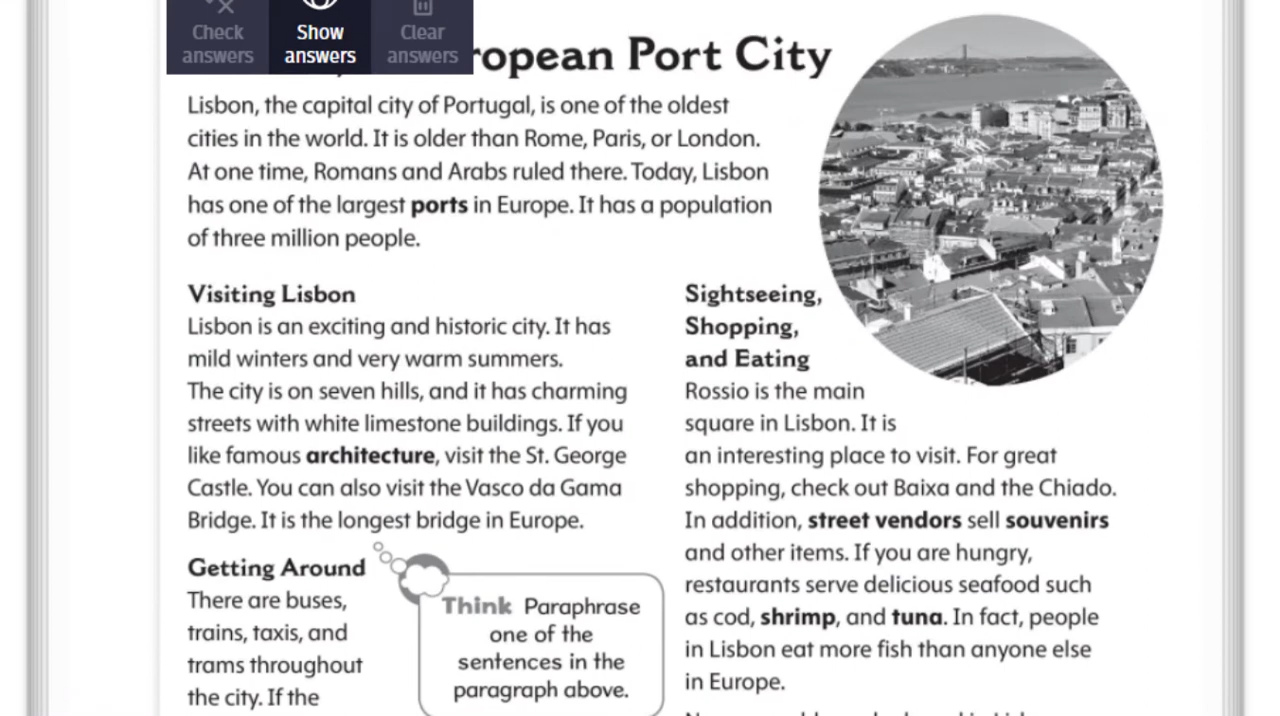 Check
answers
Show
answers
Clear
answers
ropean Port City
Lisbon, the capital city of Portugal, is one of the oldest
cities in the world. It is older than Rome, Paris, or London.
At one time, Romans and Arabs ruled there. Today, Lisbon
has one of the largest ports in Europe. It has a population
of three million people.
Visiting Lisbon
Lisbon is an exciting and historic city. It has
mild winters and very warm summers.
The city is on seven hills, and it has charming
streets with white limestone buildings. If you
like famous architecture, visit the St. George
Castle. You can also visit the Vasco da Gama
Bridge. It is the longest bridge in Europe.
Getting Around
There are buses,
trains, taxis, and
trams throughout
the city. If the
Think Paraphrase
one of the
sentences in the
paragraph above.
Sightseeing,
Shopping,
and Eating
Rossio is the main
square in Lisbon. It is
an interesting place to visit. For great
shopping, check out Baixa and the Chiado.
In addition, street vendors sell souvenirs
and other items. If you are hungry,
restaurants serve delicious seafood such
as cod, shrimp, and tuna. In fact, people
in Lisbon eat more fish than anyone else
in Europe.